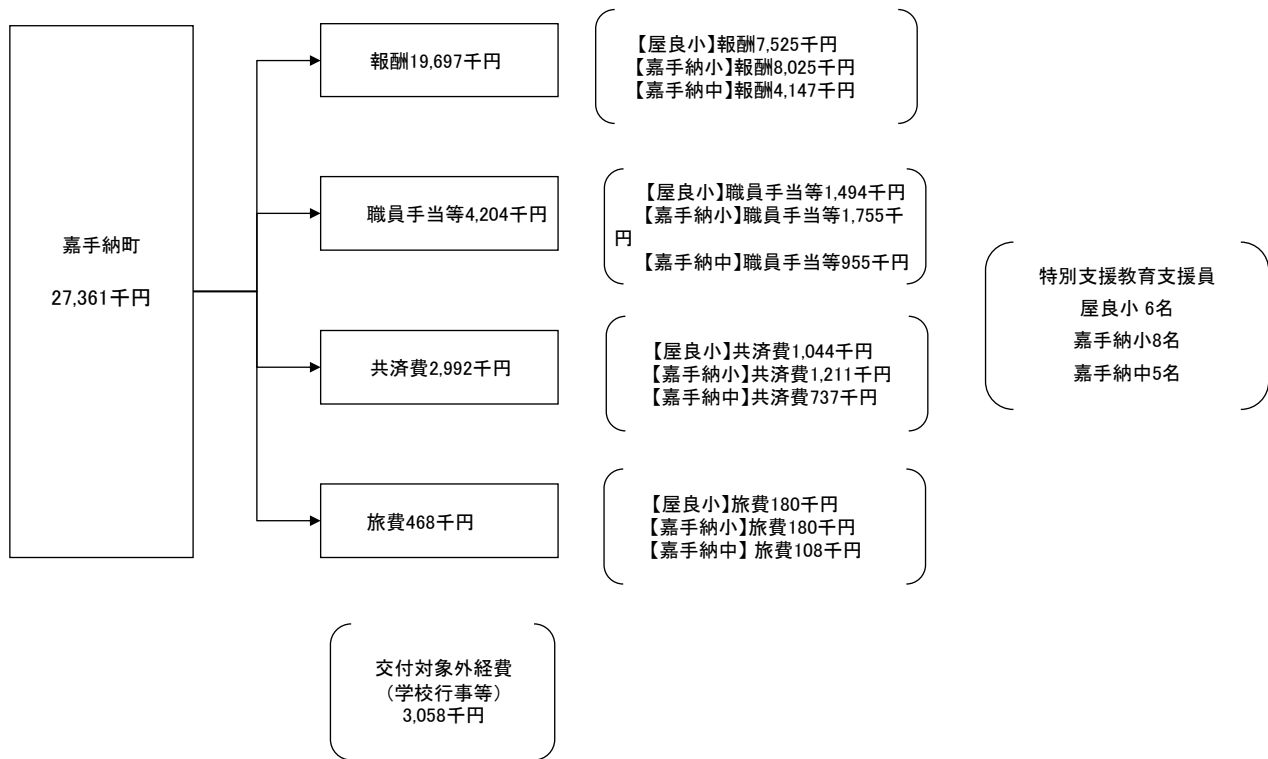 嘉手納町
27,361千円
報酬19,697千円
【屋良小】報酬7,525千円
【嘉手納小】報酬8,025千円
【嘉手納中】報酬4,147千円
職員手当等4,204千円
【屋良小】職員手当等1,494千円
【嘉手納小】職員手当等1,755千
円
【嘉手納中】職員手当等955千円
共済費2,992千円
【屋良小】共済費1,044千円
【嘉手納小】共済費1,211千円
【嘉手納中】共済費737千円
旅費468千円
【屋良小】旅費180千円
【嘉手納小】旅費180千円
【嘉手納中】 旅費108千円
特別支援教育支援員
屋良小 6名
嘉手納小8名
嘉手納中5名
交付対象外経費
（学校行事等）
3,058千円